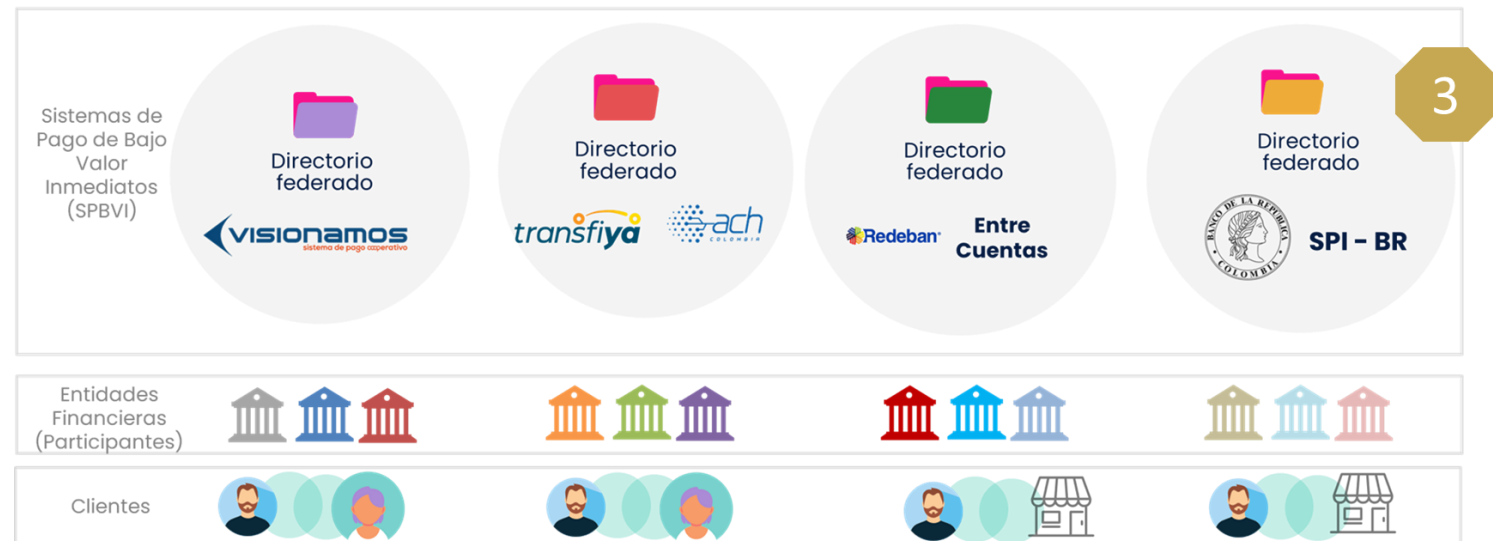 Sistemas de
Pago de Bajo
Valor
Inmediatos
(SPBVI)
Directorio
federado
VISIONAMOS
sistema de pago cooperativo
Directorio
federado
transfiya
ach
COLOMBIA
Directorio
federado
Redeban
Entre
Cuentas
Directorio
federado
BANCO DE LA REPUBLICA
COLOMBIA
SPI – BR
3
Entidades
Financieras
(Participantes)
Clientes